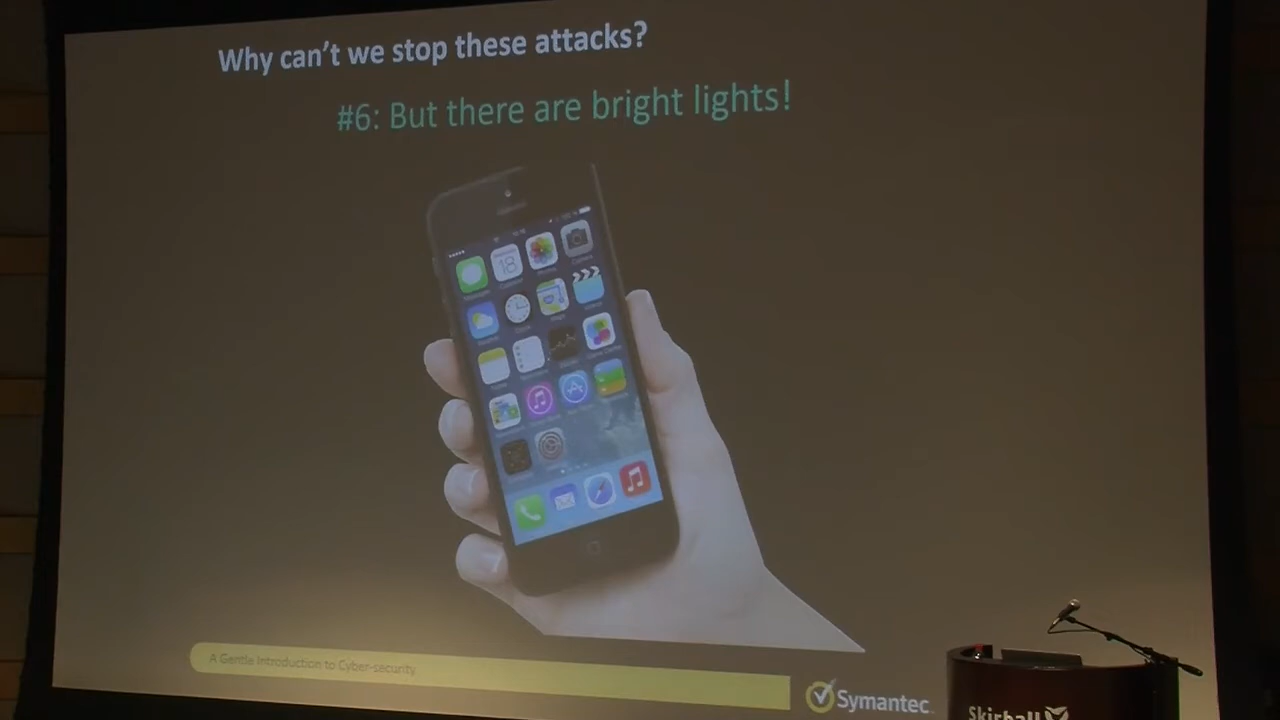 Why can't we stop these attacks?
#6: But there are bright lights!
18
A Gentle Introduction to Cyber-security
Symantec
Skirball